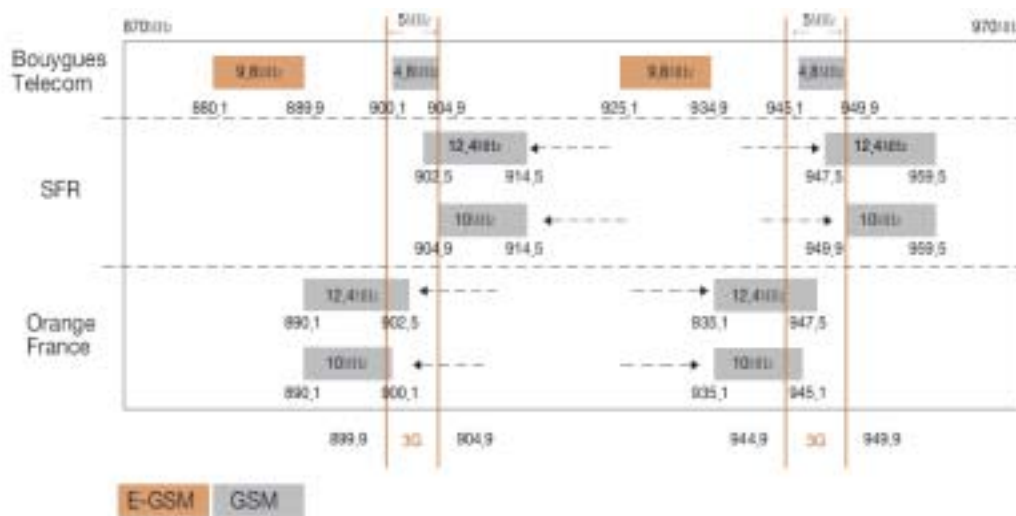 870MHz 5MHz 5MHz 970MHz
Bouygues Telecom
9,8MHz 4,8MHz 9,8MHz 4,8MHz
880,1 889,9 900,1 904,9 925,1 934,9 945,1 949,9
SFR
12,4MHz 12,4MHz
902,5 914,5 947,5 959,5
10MHz 10MHz
904,9 914,5 949,9 959,5
Orange France
12,4MHz 12,4MHz
890,1 902,5 935,1 947,5
10MHz 10MHz
890,1 900,1 935,1 945,1
899,9 3G 904,9 944,9 3G 949,9
E-GSM GSM